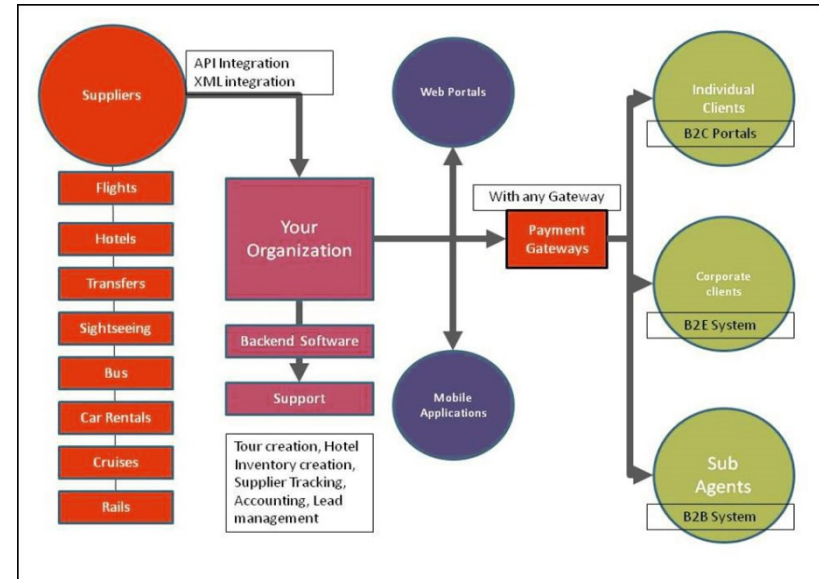 Suppliers
API Integration
XML integration
Flights
Hotels
Transfers
Sightseeing
Bus
Car Rentals
Cruises
Rails
Your
Organization
Backend Software
Support
Tour creation, Hotel
Inventory creation,
Supplier Tracking,
Accounting, Lead
management
Web Portals
Mobile
Applications
With any Gateway
Payment
Gateways
Individual
Clients
B2C Portals
Corporate
clients
B2E System
Sub
Agents
B2B System